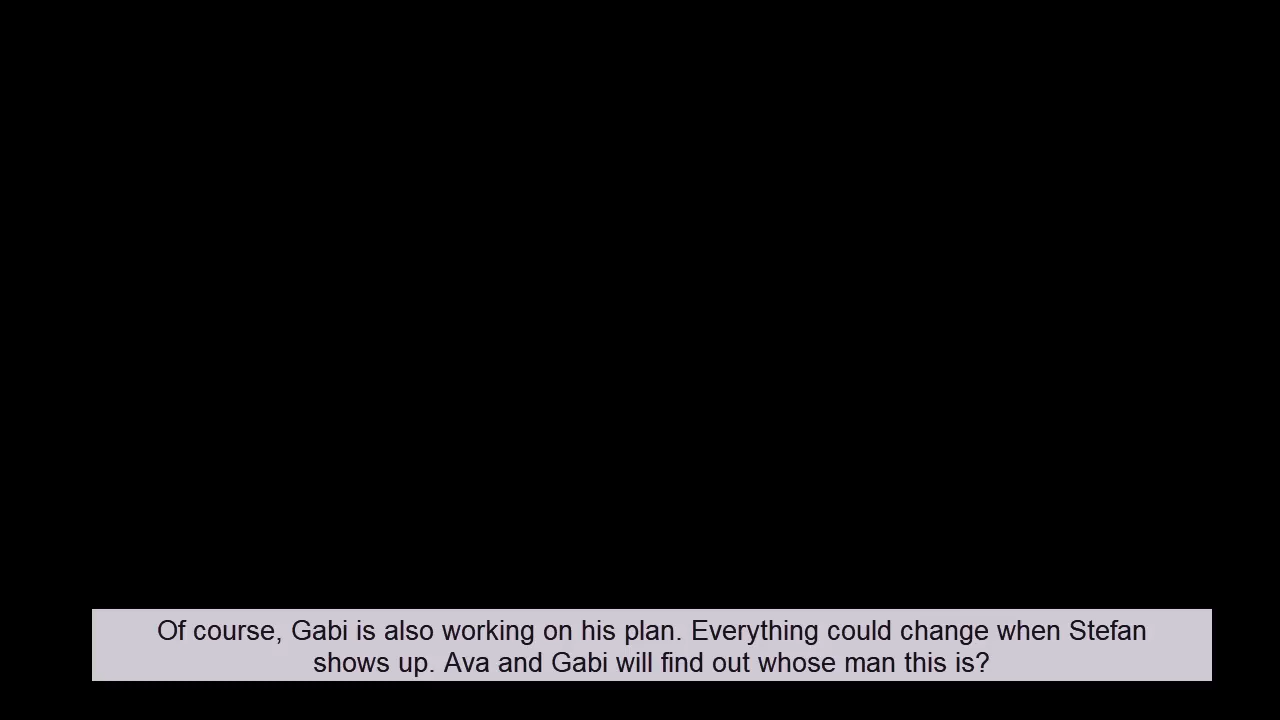 Of course, Gabi is also working on his plan. Everything could change when Stefan
shows up. Ava and Gabi will find out whose man this is?